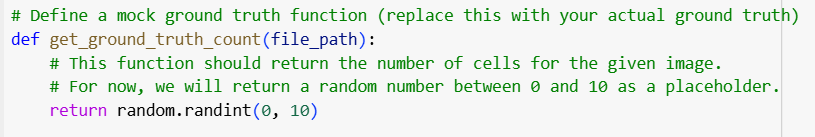 # Define a mock ground truth function (replace this with your actual ground truth)
def get_ground_truth_count(file_path):
    # This function should return the number of cells for the given image.
    # For now, we will return a random number between 0 and 10 as a placeholder.
    return random.randint(0, 10)